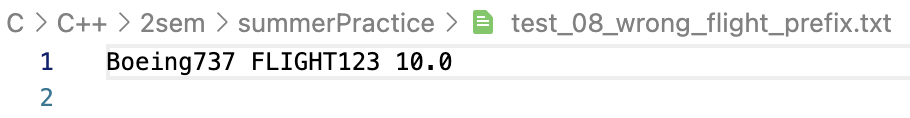 C > C++ > 2sem > summerPractice > test_08_wrong_flight_prefix.txt
1 Boeing737 FLIGHT123 10.0
2